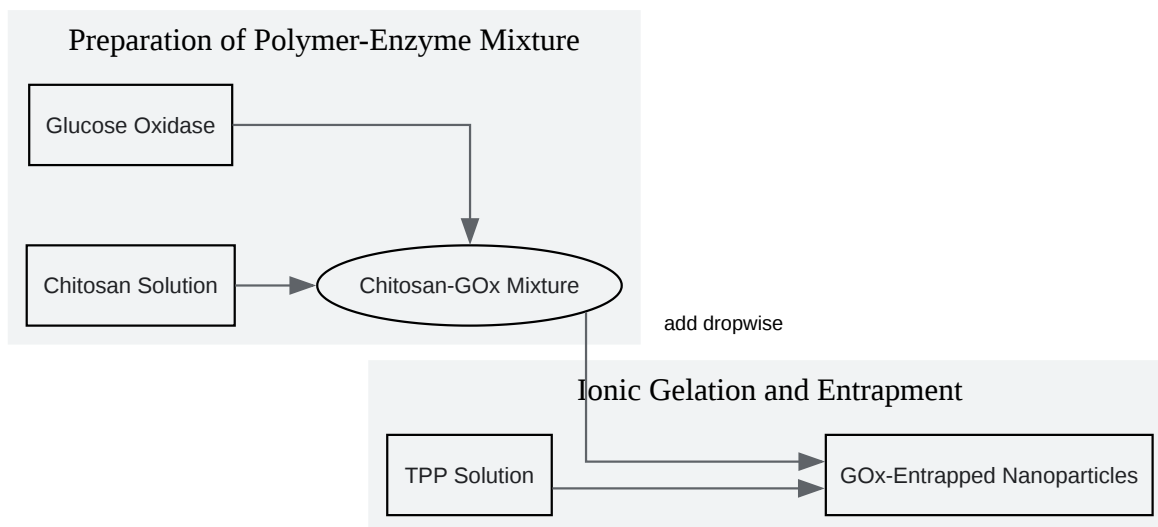 Preparation of Polymer-Enzyme Mixture
Glucose Oxidase
Chitosan Solution
Chitosan-GOx Mixture
add dropwise
Ionic Gelation and Entrapment
TPP Solution
GOx-Entrapped Nanoparticles